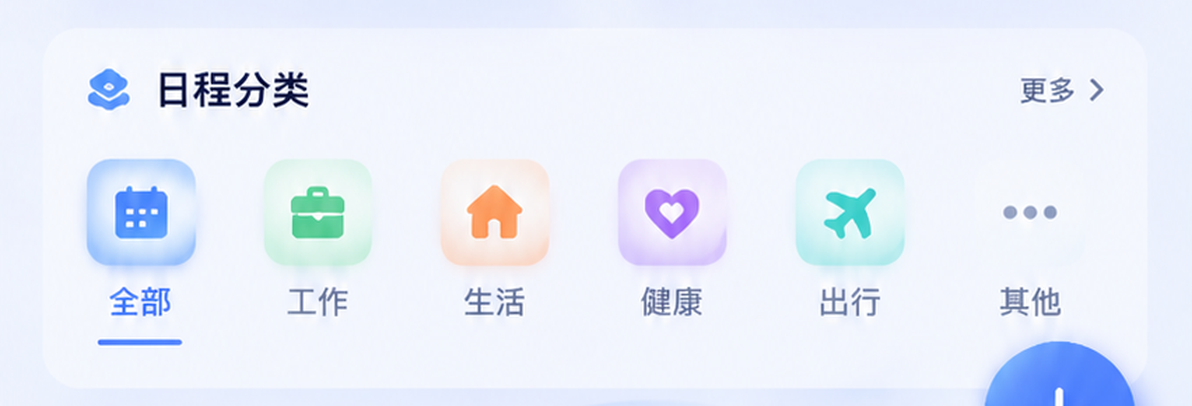 日程分类
更多
全部
工作
生活
健康
出行
其他